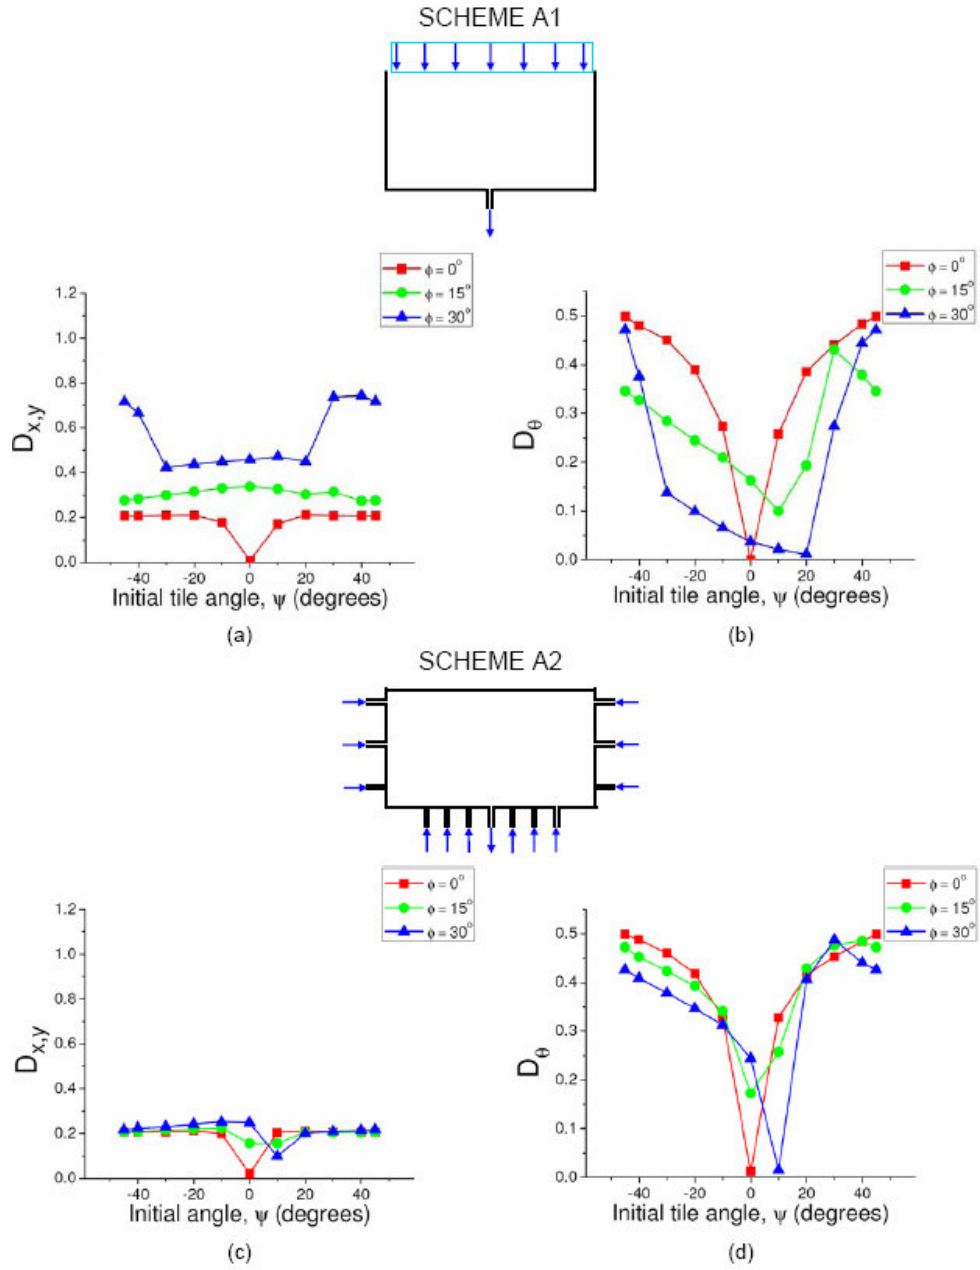 SCHEME A1
ϕ = 0°
ϕ = 15°
ϕ = 30°
1.2
1.0
0.8
0.6
0.4
0.2
0.0
D x,y
-40 -20 0 20 40
Initial tile angle, ψ (degrees)
(a)
ϕ = 0°
ϕ = 15°
ϕ = 30°
0.5
0.4
0.3
0.2
0.1
0.0
D θ
-40 -20 0 20 40
Initial tile angle, ψ (degrees)
(b)
SCHEME A2
ϕ = 0°
ϕ = 15°
ϕ = 30°
1.2
1.0
0.8
0.6
0.4
0.2
0.0
D x,y
-40 -20 0 20 40
Initial angle, ψ (degrees)
(c)
ϕ = 0°
ϕ = 15°
ϕ = 30°
0.5
0.4
0.3
0.2
0.1
0.0
D θ
-40 -20 0 20 40
Initial tile angle, ψ (degrees)
(d)